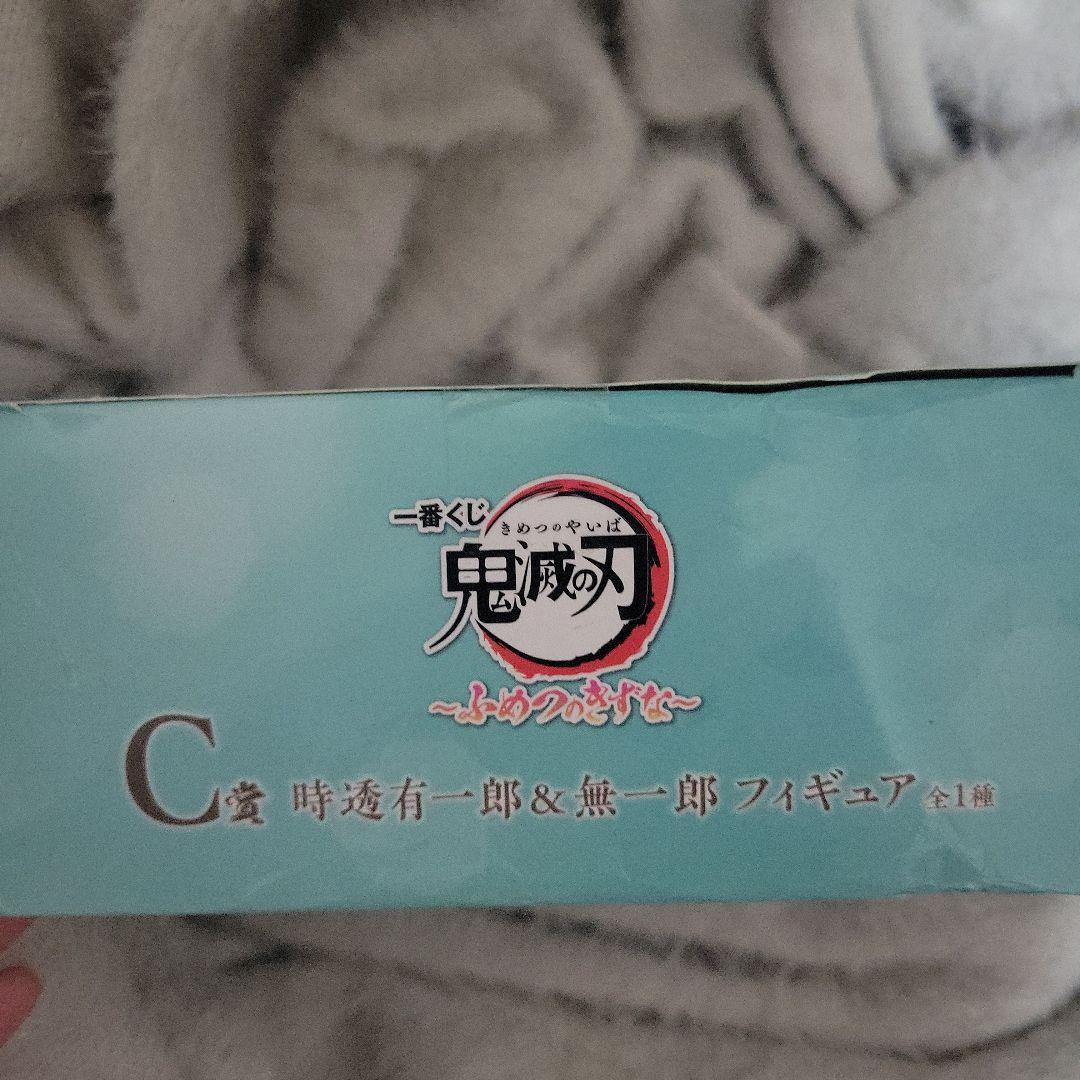 一番くじ
きめつのやいば
鬼滅の刃
～ふめつのきずな～
C賞 時透有一郎&無一郎 フィギュア 全1種